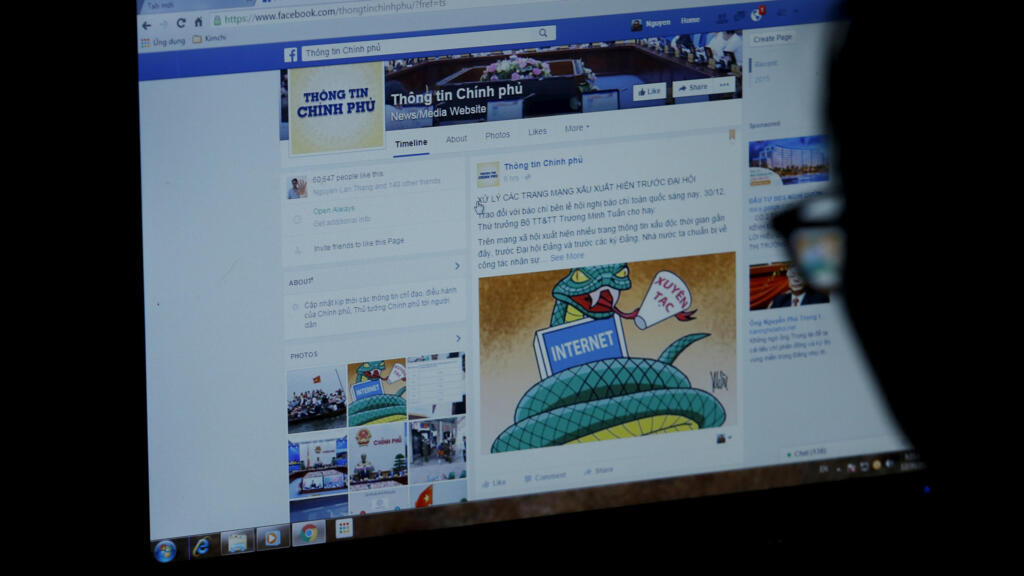 Tab mới
https://www.facebook.com/thongtinchinhphu/?fref=ts
Ứng dụng Kimchi
Thông tin Chính phủ
Nguyen Home
Create Page
THÔNG TIN
CHÍNH PHỦ
Thông tin Chính phủ
News/Media Website
Like Share
Timeline About Photos Likes More
Recent
2015
60,647 people like this
Nguyen Lan Thang and 140 other friends
Open Always
Get additional info
Invite friends to like this Page
ABOUT
Cập nhật kịp thời các thông tin chỉ đạo, điều hành
của Chính phủ, Thủ tướng Chính phủ tới người
dân
PHOTOS
INTERNET
CHÍNH PHỦ
Thông tin Chính phủ
XỬ LÝ CÁC TRANG MẠNG XẤU XUẤT HIỆN TRƯỚC ĐẠI HỘI
Trao đổi với báo chí bên lề hội nghị báo chí toàn quốc sáng nay, 30/12,
Thứ trưởng Bộ TT&TT Trương Minh Tuấn cho hay.
Trên mạng xã hội xuất hiện nhiều trang thông tin xấu độc thời gian gần
đây, trước Đại hội Đảng và trước các kỳ Đảng. Nhà nước ta chuẩn bị về
công tác nhân sự... See More
XUYÊN
TẠC
INTERNET
Like Comment Share
Sponsored
Ông Nguyễn Phú Trọng
Chat (138)
EN